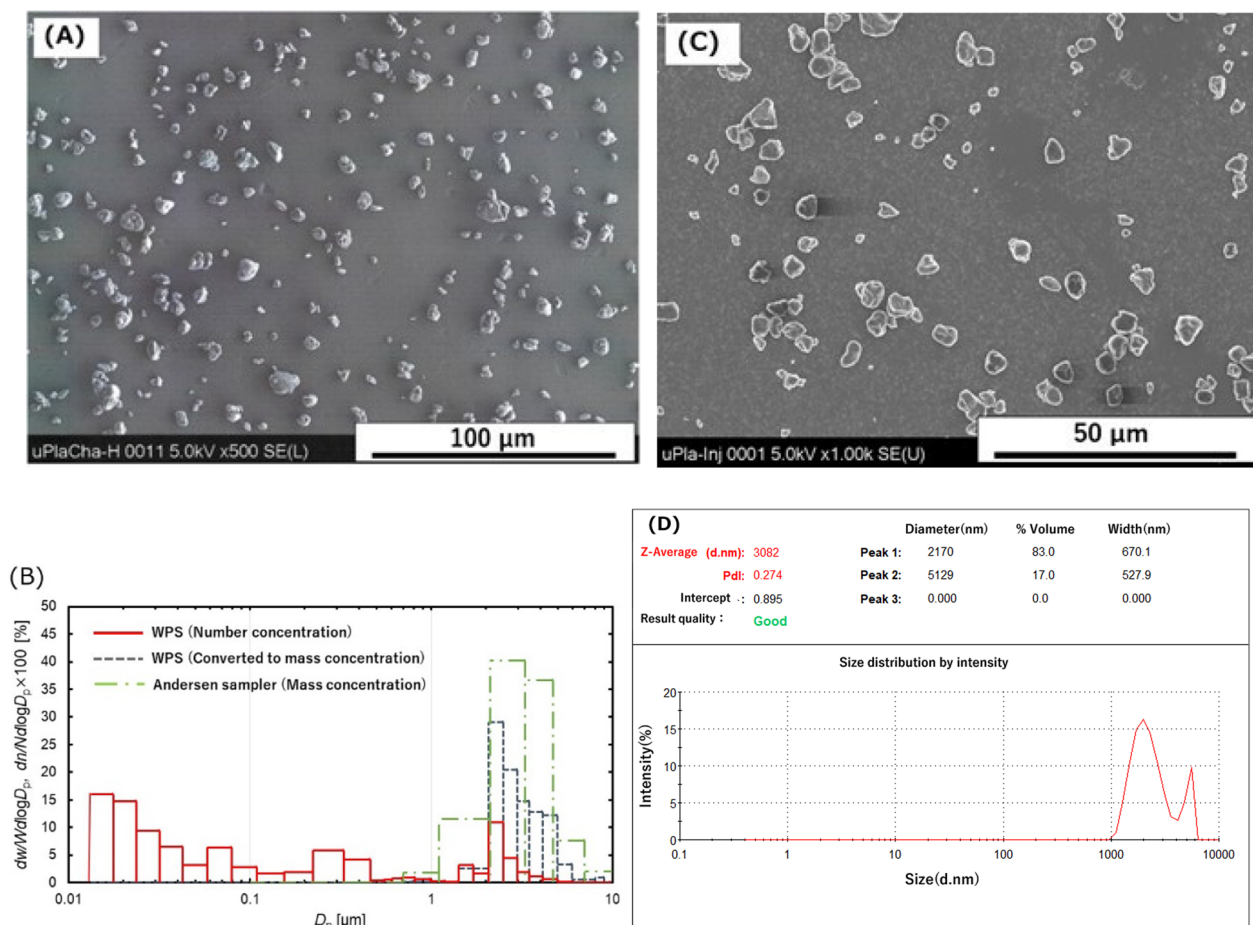 (A)
100 µm
uPlaCha-H 0011 5.0kV x500 SE(L)
(C)
50 µm
uPla-Inj 0001 5.0kV x1.00k SE(U)
(B)
dw/WdlogDp, dn/NdlogDp×100 [%]
50
45
40
35
30
25
20
15
10
5
0
WPS (Number concentration)
WPS (Converted to mass concentration)
Andersen sampler (Mass concentration)
0.01
0.1
1
10
Dp [µm]
(D)
Diameter(nm) % Volume Width(nm)
Z-Average (d.nm): 3082 Peak 1: 2170 83.0 670.1
PdI: 0.274 Peak 2: 5129 17.0 527.9
Intercept : 0.895 Peak 3: 0.000 0.0 0.000
Result quality : Good
Size distribution by intensity
Intensity(%)
20
15
10
5
0
0.1 1 10 100 1000 10000
Size(d.nm)